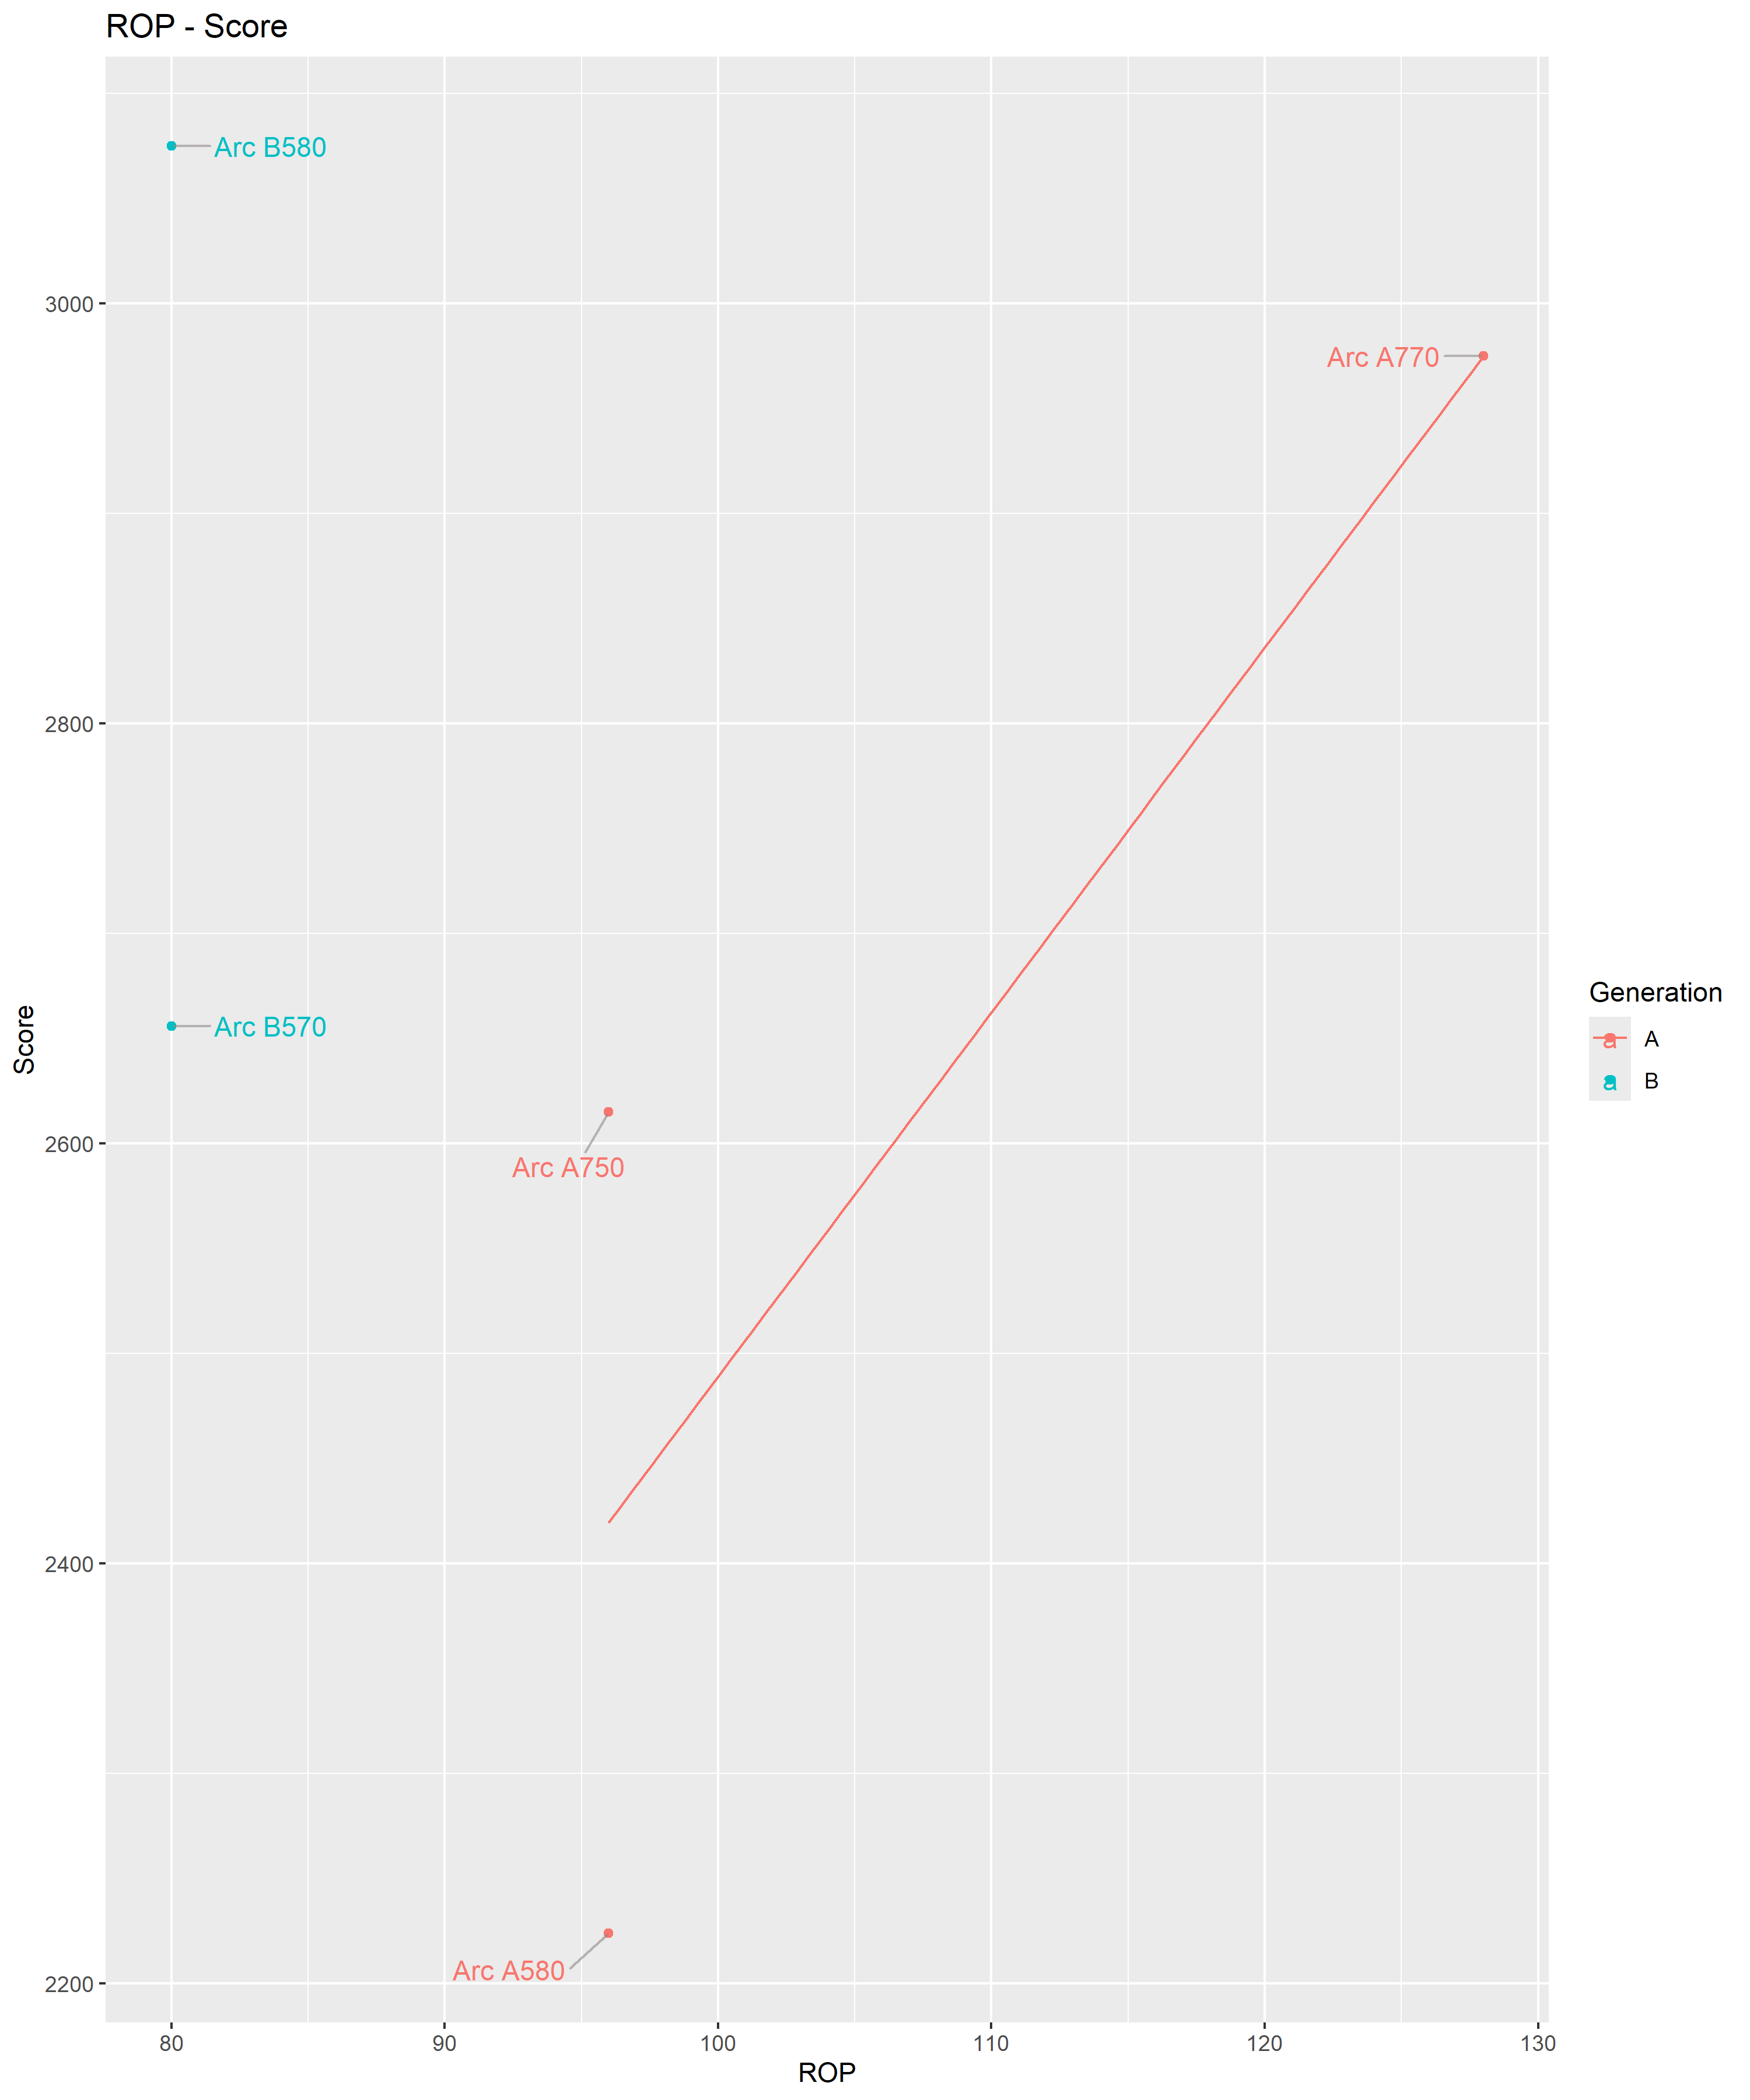 ROP - Score
Arc B580
3000
Arc A770
2800
Score
Arc B570
Generation
a A
a B
2600
Arc A750
2400
Arc A580
2200
80 90 100 110 120 130
ROP